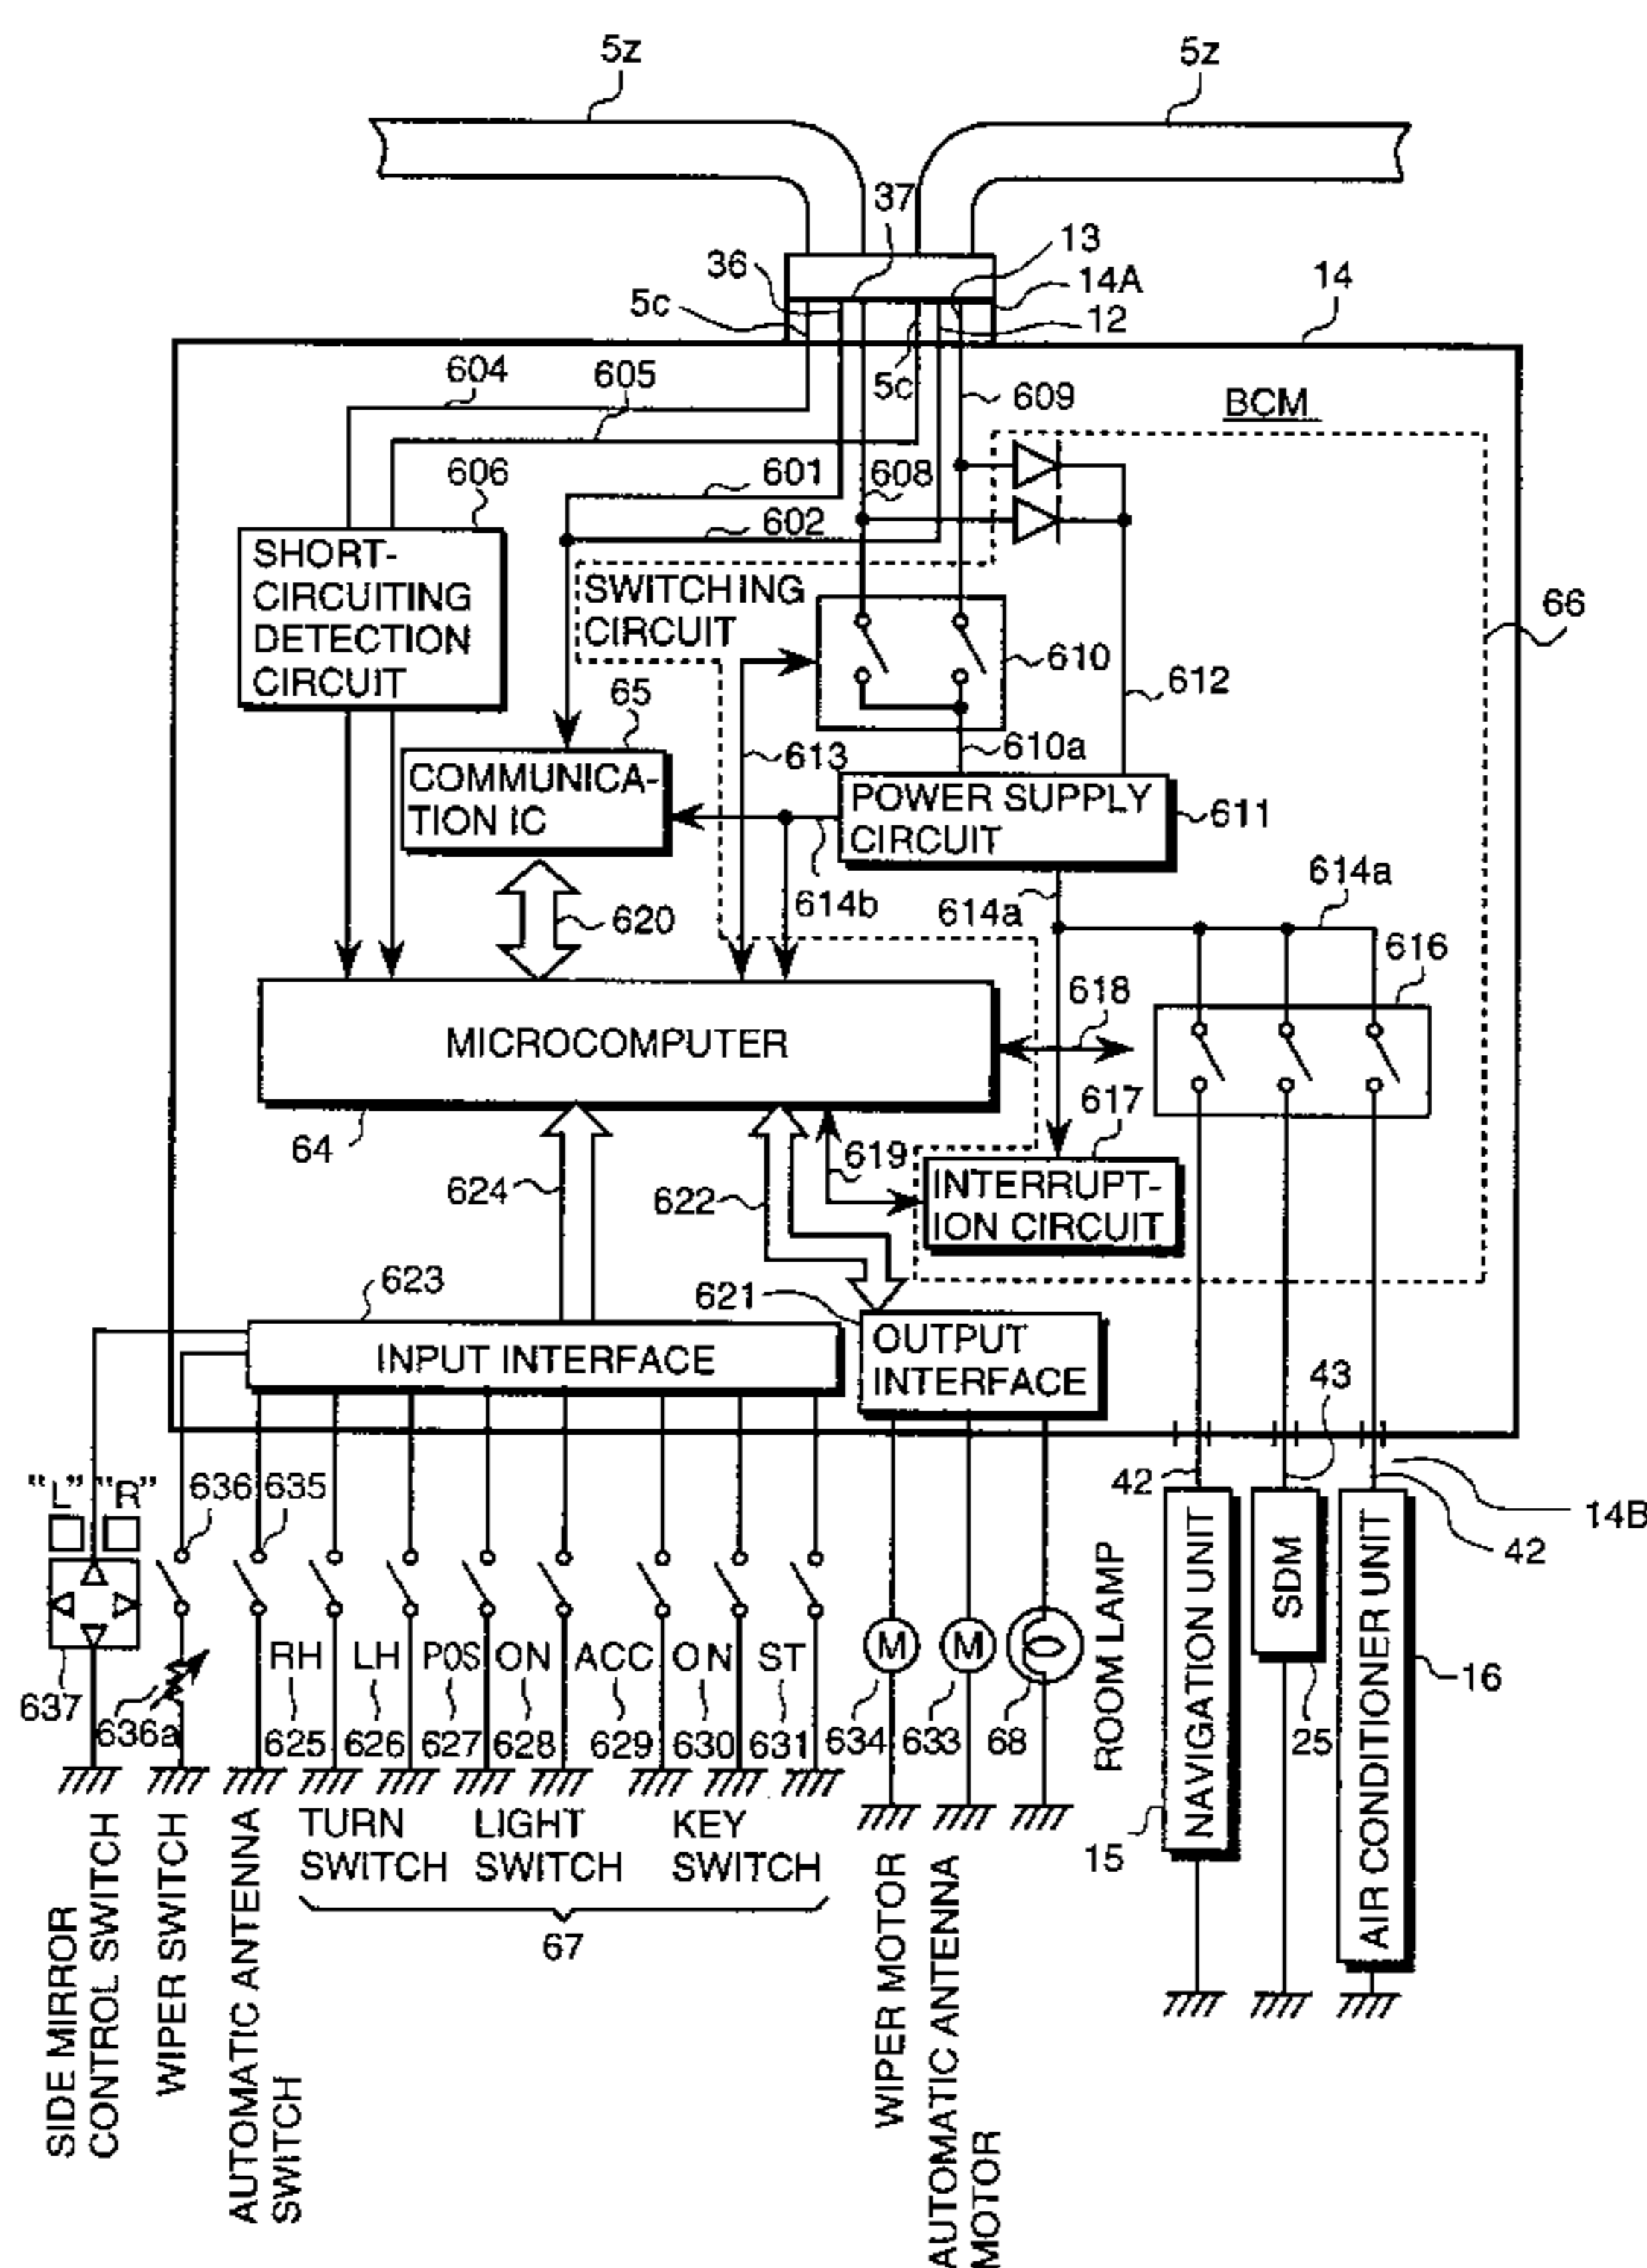 5z
5z
37
13
36
14A
5c
12
14
604
605
5c
609
BCM
601
608
606
602
SHORT-
CIRCUITING
DETECTION
CIRCUIT
SWITCHING
CIRCUIT
66
610
612
65
613
610a
COMMUNICA-
TION IC
POWER SUPPLY
CIRCUIT
611
614a
620
614b
614a
616
618
MICROCOMPUTER
617
64
619
624
622
INTERRUPT-
ION CIRCUIT
623
621
INPUT INTERFACE
OUTPUT
INTERFACE
43
42
14B
42
"L" "R"
636
635
ROOM LAMP
NAVIGATION UNIT
SDM
AIR CONDITIONER UNIT
RH
LH
POS
ON
ACC
ON
ST
M
M
16
637
636a
625
626
627
628
629
630
631
634
633
68
25
15
SIDE MIRROR
CONTROL SWITCH
WIPER SWITCH
AUTOMATIC ANTENNA
SWITCH
TURN
SWITCH
LIGHT
SWITCH
KEY
SWITCH
67
WIPER MOTOR
AUTOMATIC ANTENNA
MOTOR